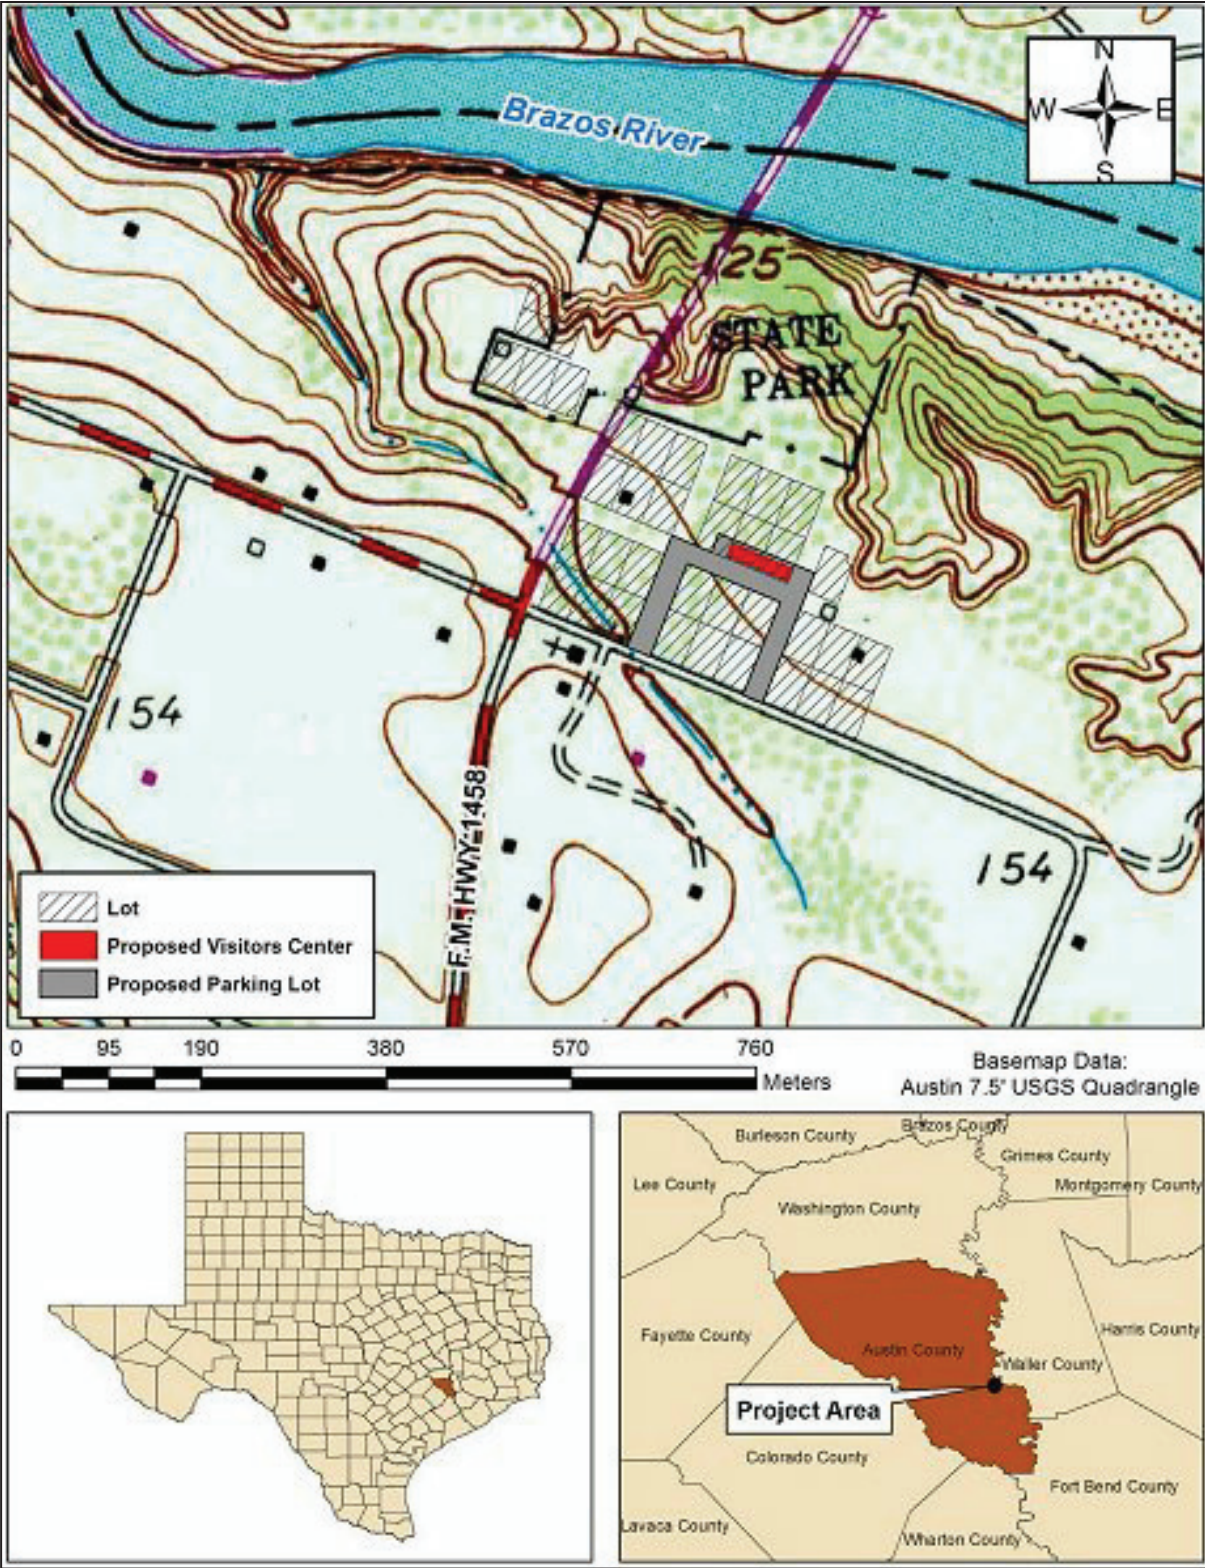 N
W E
S
Brazos River
25
STATE
PARK
154
F.M. HWY 1458
154
Lot
Proposed Visitors Center
Proposed Parking Lot
0 95 190 380 570 760
Meters
Basemap Data:
Austin 7.5' USGS Quadrangle
Brazos County
Burleson County
Grimes County
Lee County
Montgomery County
Washington County
Fayette County
Harris County
Austin County
Waller County
Project Area
Colorado County
Fort Bend County
Lavaca County
Wharton County